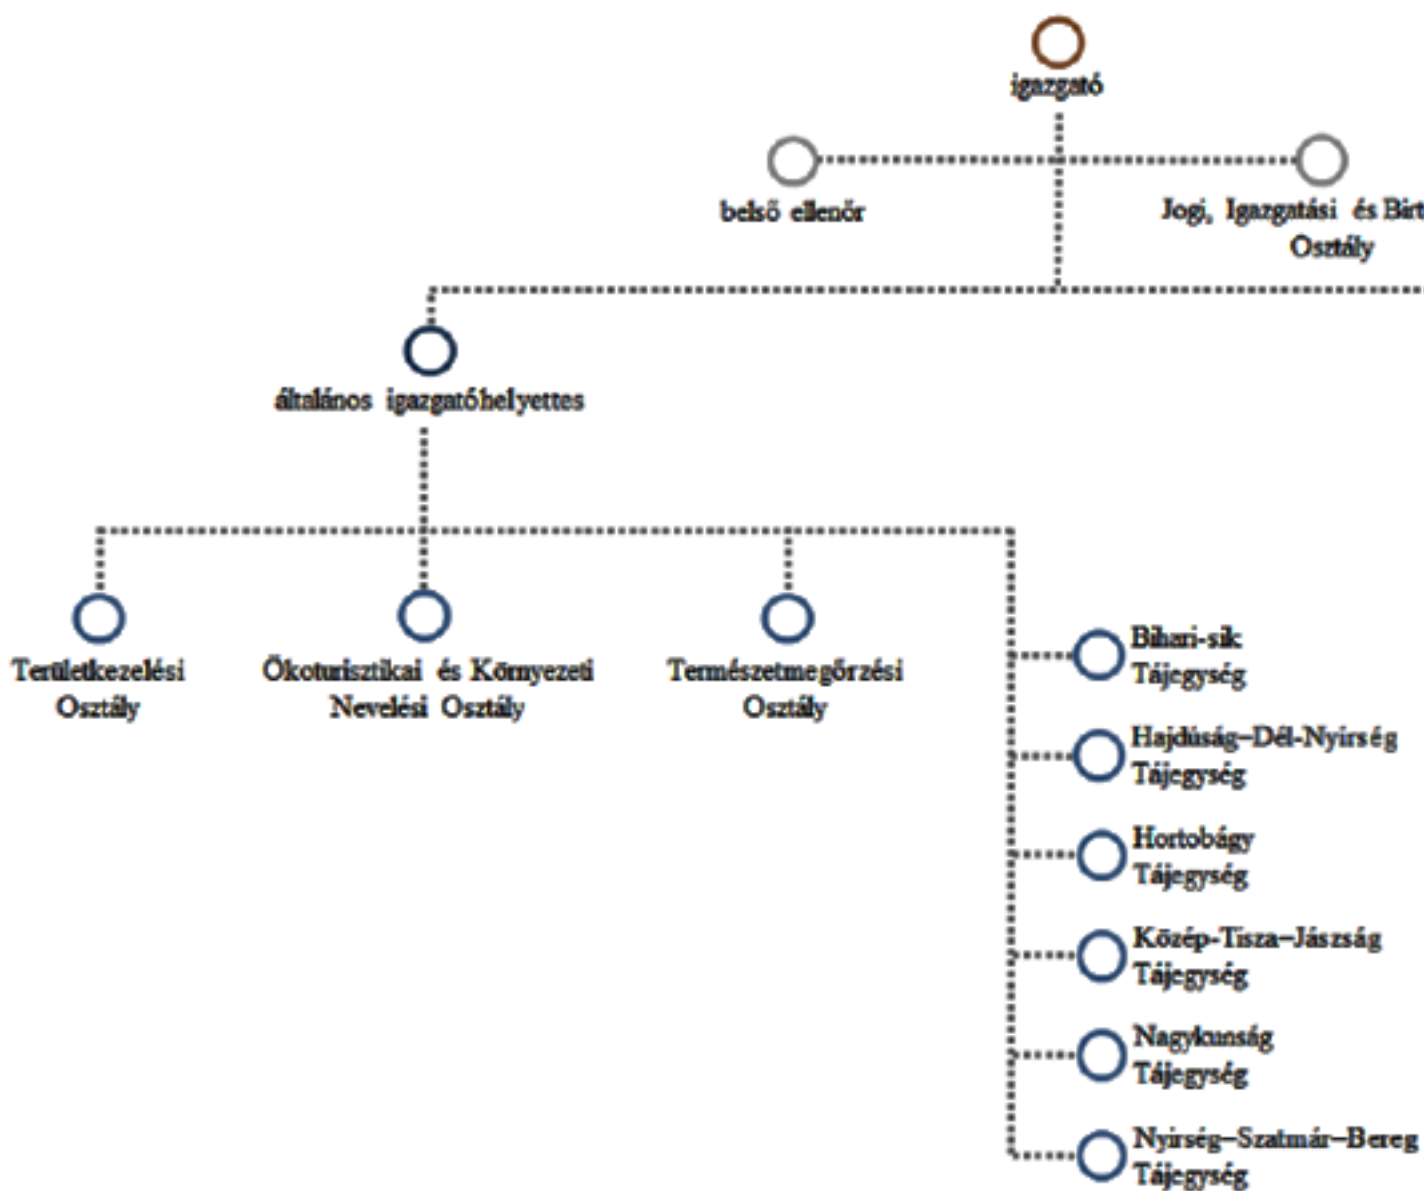 igazgató
belső ellenőr
Jogi, Igazgatási és Birt
Osztály
általános igazgatóhelyettes
Területkezelési
Osztály
Ökoturisztikai és Környezeti
Nevelési Osztály
Természetmegőrzési
Osztály
Bihari-sík
Tájegység
Hajdúság–Dél-Nyírség
Tájegység
Hortobágy
Tájegység
Közép-Tisza–Jászság
Tájegység
Nagykunság
Tájegység
Nyírség–Szatmár–Bereg
Tájegység